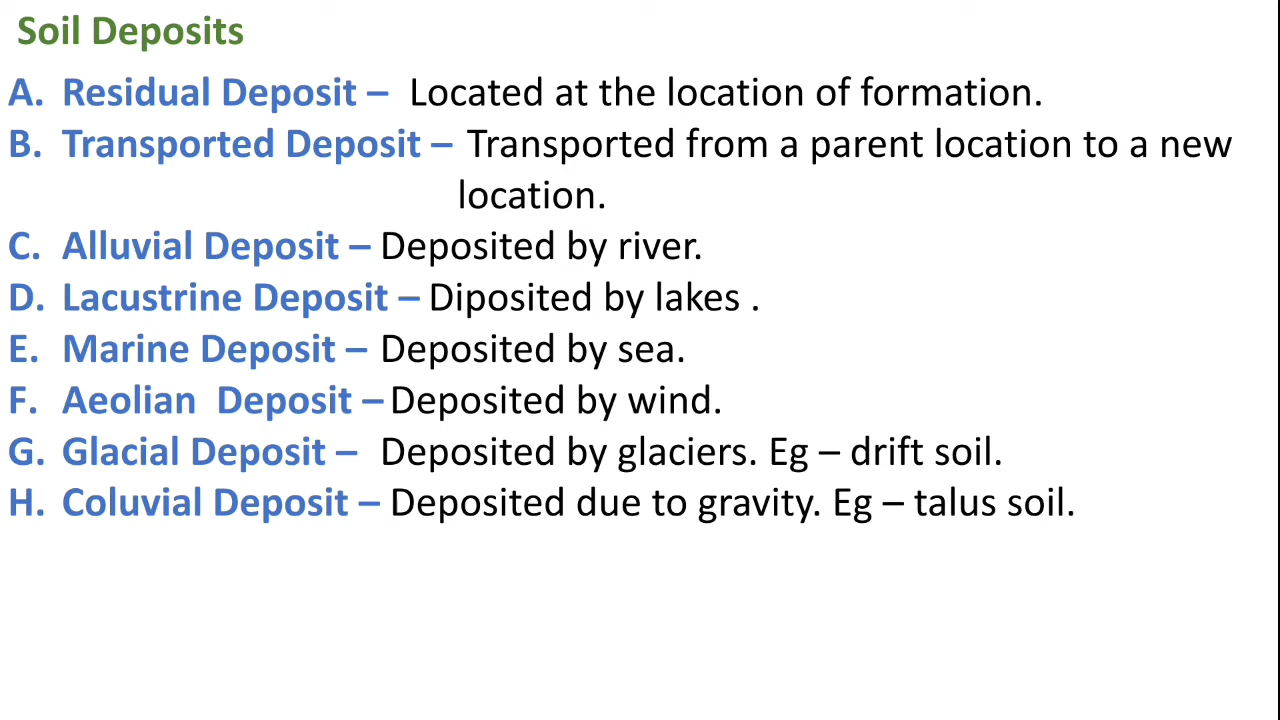 Soil Deposits
A. Residual Deposit – Located at the location of formation.
B. Transported Deposit – Transported from a parent location to a new
location.
C. Alluvial Deposit – Deposited by river.
D. Lacustrine Deposit – Diposited by lakes .
E. Marine Deposit – Deposited by sea.
F. Aeolian Deposit – Deposited by wind.
G. Glacial Deposit – Deposited by glaciers. Eg – drift soil.
H. Coluvial Deposit – Deposited due to gravity. Eg – talus soil.